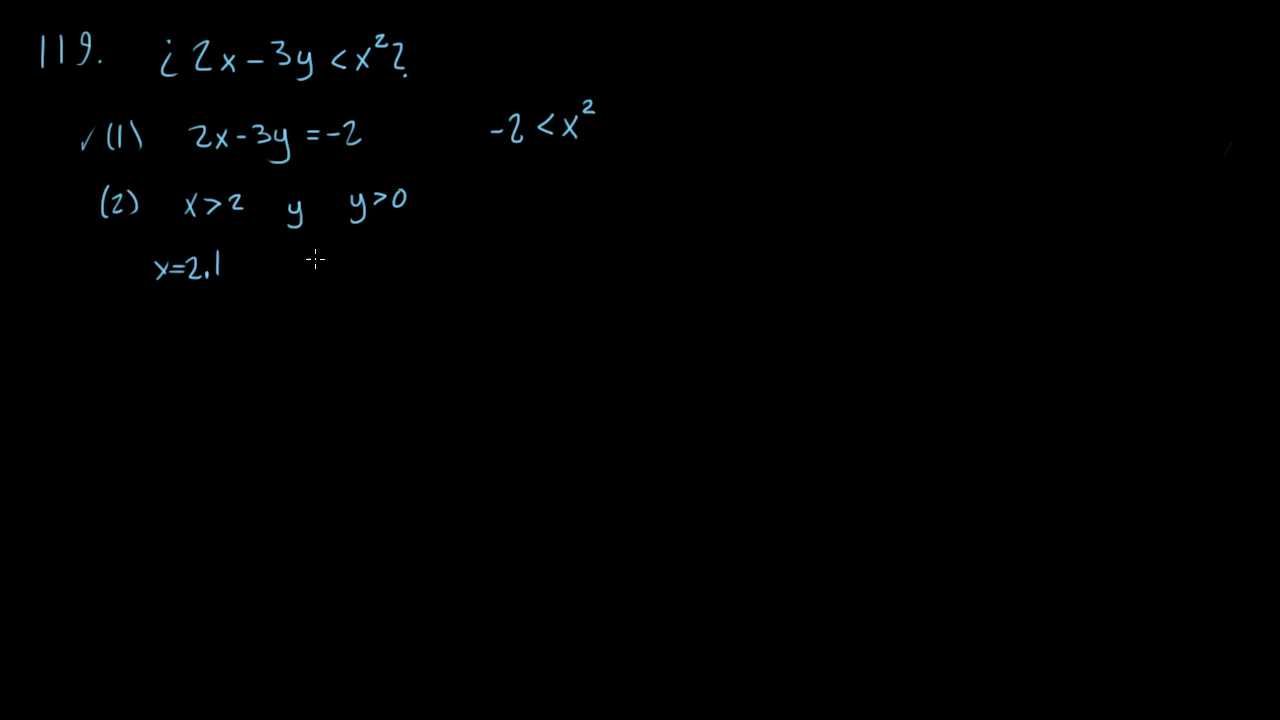 119. ¿2x-3y<x²?
✓(1) 2x-3y=-2 -2<x²
(2) x>2 y y>0
x=2.1